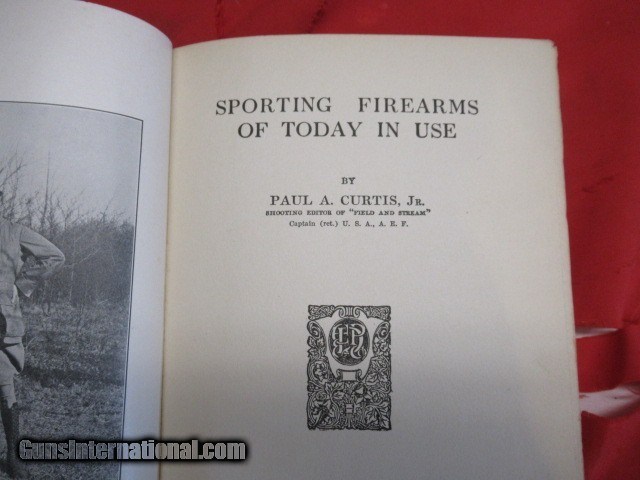 SPORTING FIREARMS
OF TODAY IN USE
BY
PAUL A. CURTIS, Jr.
SHOOTING EDITOR OF "FIELD AND STREAM"
Captain (ret.) U. S. A., A. E. F.
GunsInternational.com